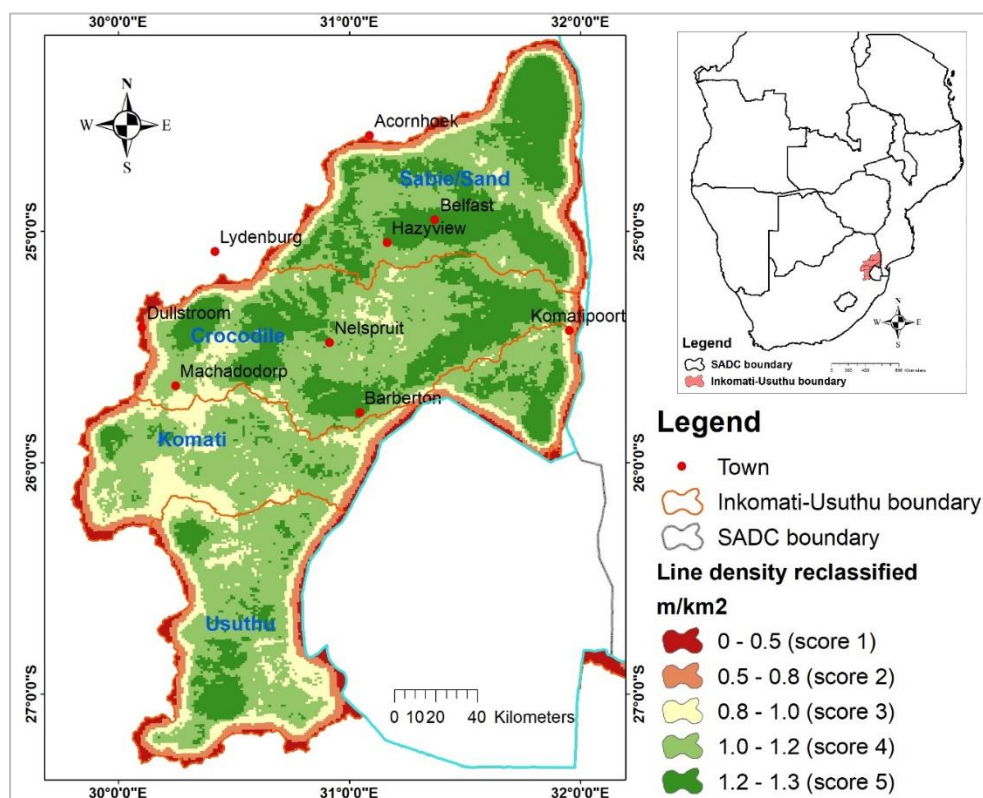 30°0'0"E 31°0'0"E 32°0'0"E
N
W E
S
Acornhoek
Sabie/Sand
Belfast
Hazyview
25°0'0"S
25°0'0"S
Lydenburg
Dullstroom
Crocodile
Nelspruit
Komatipoort
Machadodorp
Barberton
Komati
26°0'0"S
26°0'0"S
Usuthu
27°0'0"S
27°0'0"S
0 10 20 40 Kilometers
30°0'0"E 31°0'0"E 32°0'0"E
N
W E
S
Legend
SADC boundary
Inkomati-Usuthu boundary
Kilometers
Legend
Town
Inkomati-Usuthu boundary
SADC boundary
Line density reclassified
m/km2
0 - 0.5 (score 1)
0.5 - 0.8 (score 2)
0.8 - 1.0 (score 3)
1.0 - 1.2 (score 4)
1.2 - 1.3 (score 5)